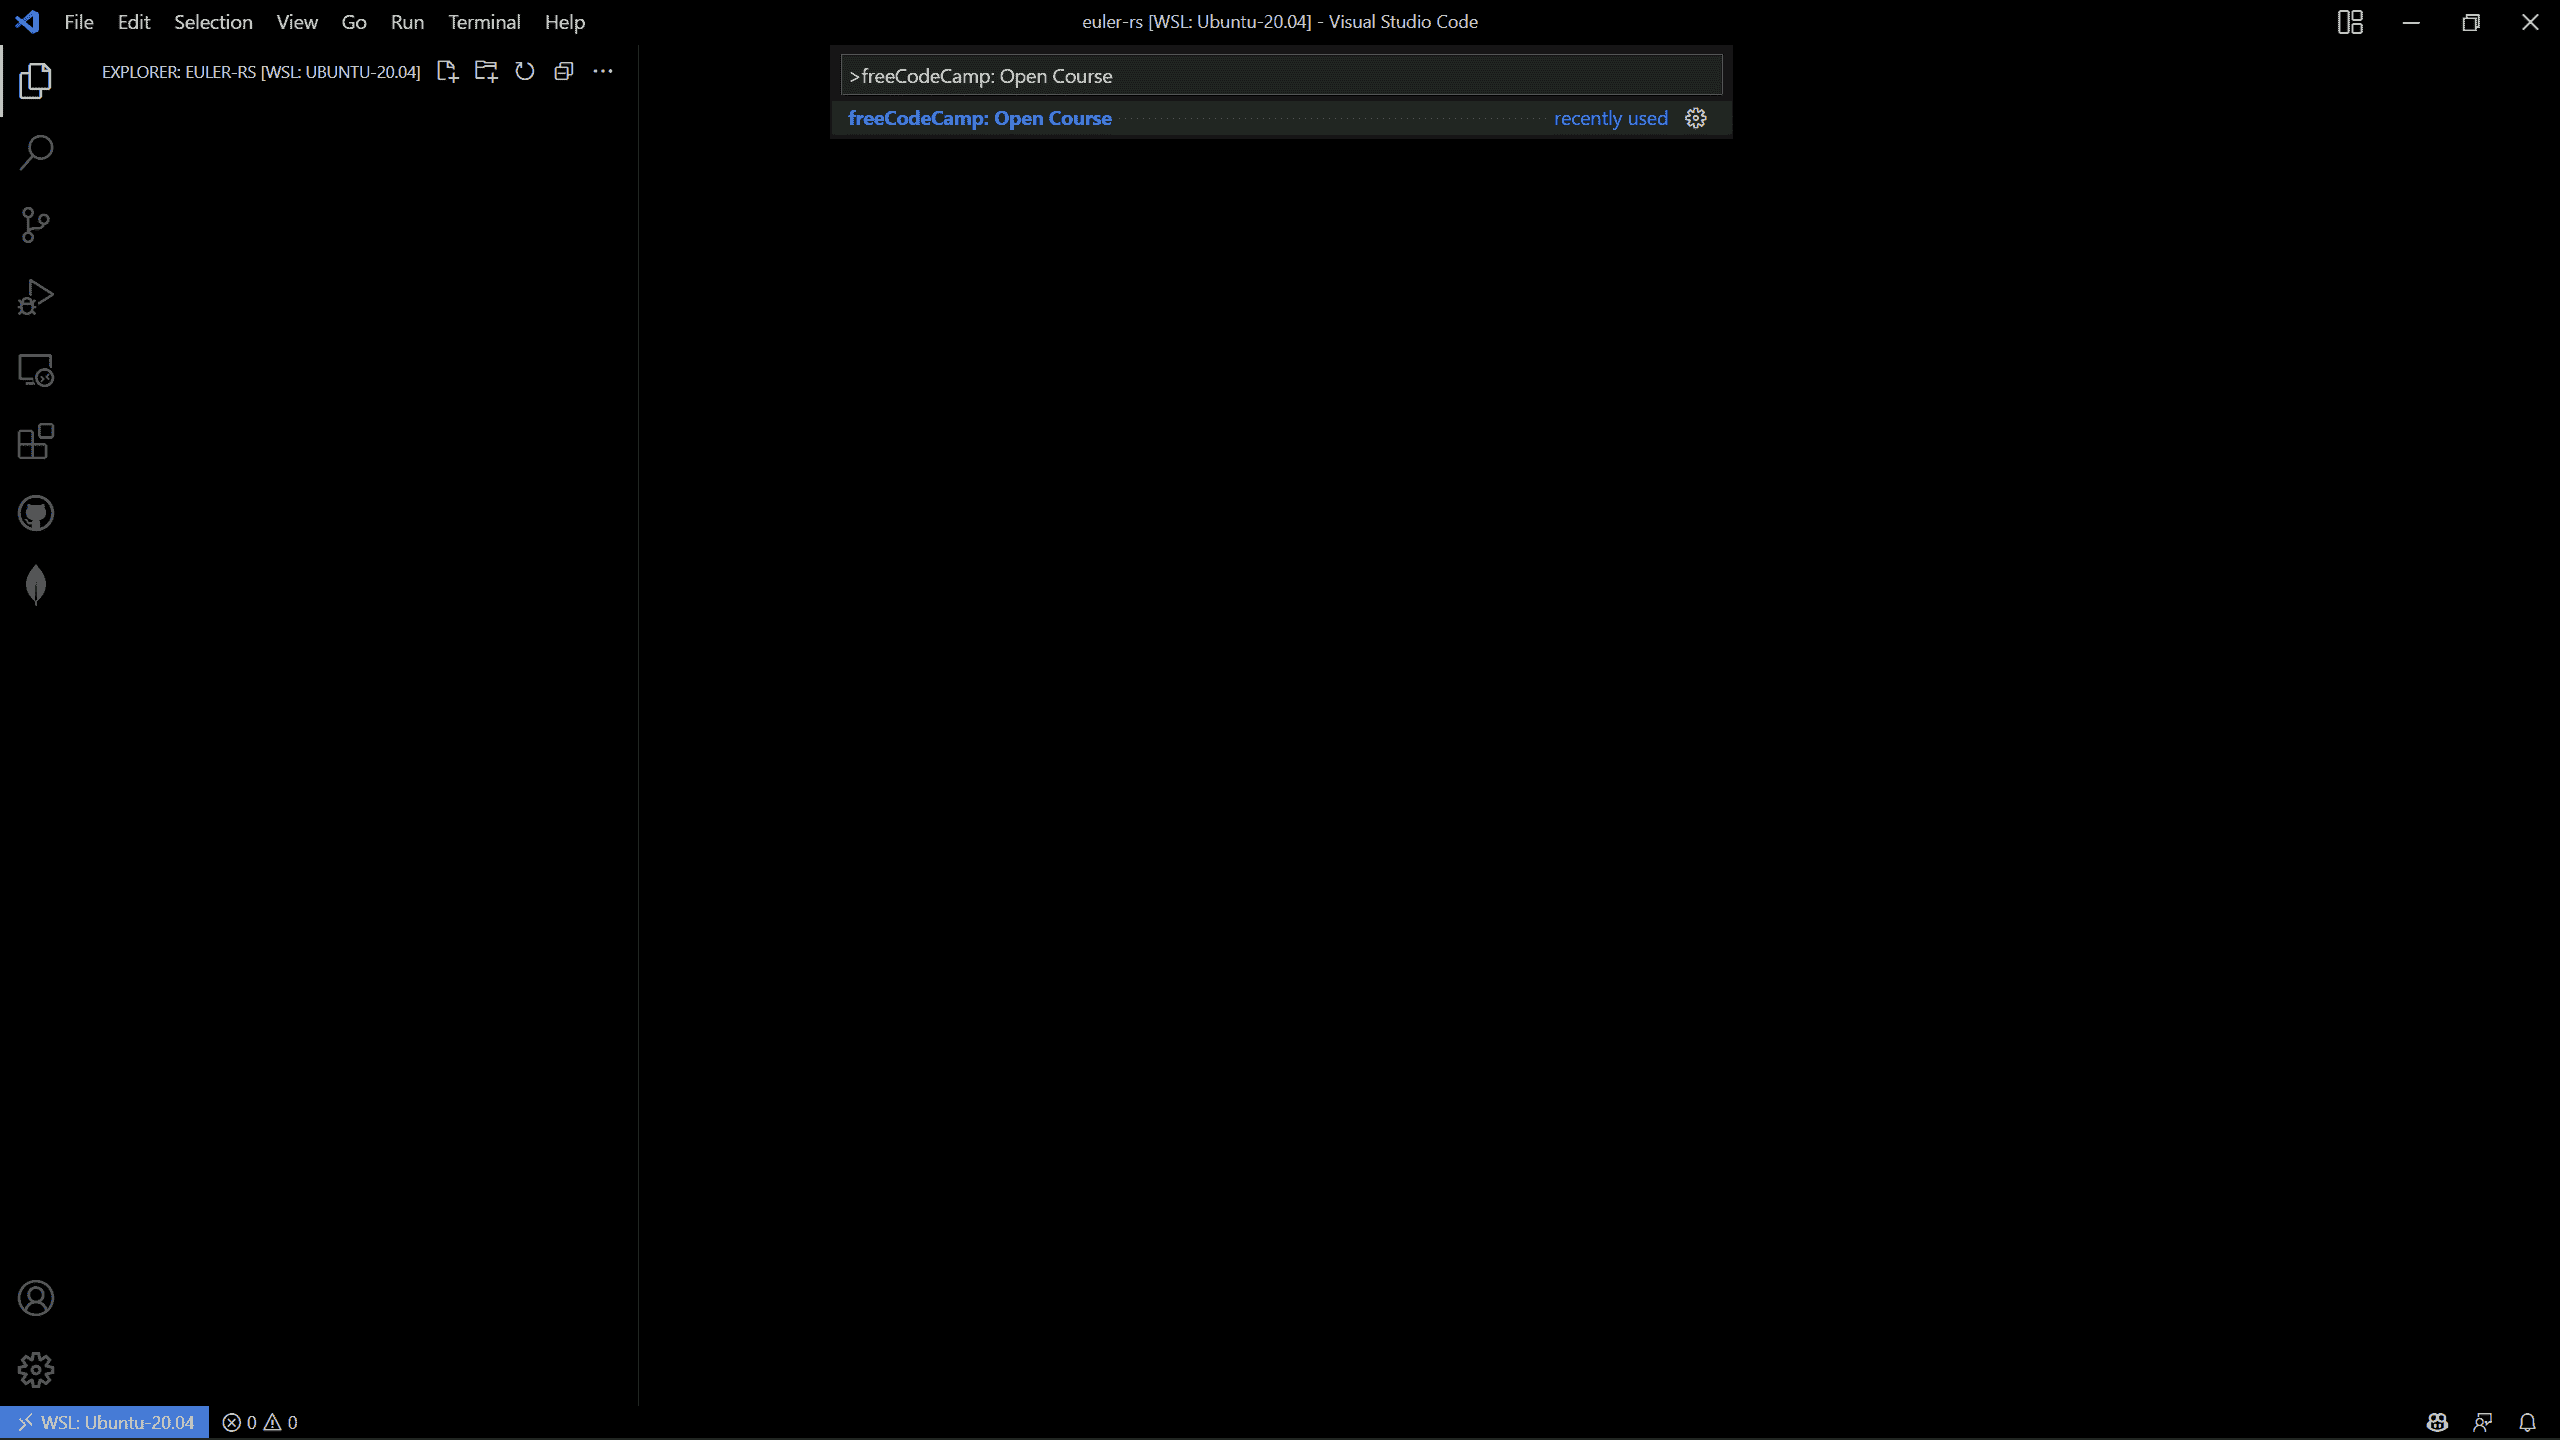 File Edit Selection View Go Run Terminal Help
euler-rs [WSL: Ubuntu-20.04] - Visual Studio Code
EXPLORER: EULER-RS [WSL: UBUNTU-20.04]
>freeCodeCamp: Open Course
freeCodeCamp: Open Course recently used
WSL: Ubuntu-20.04 0 0